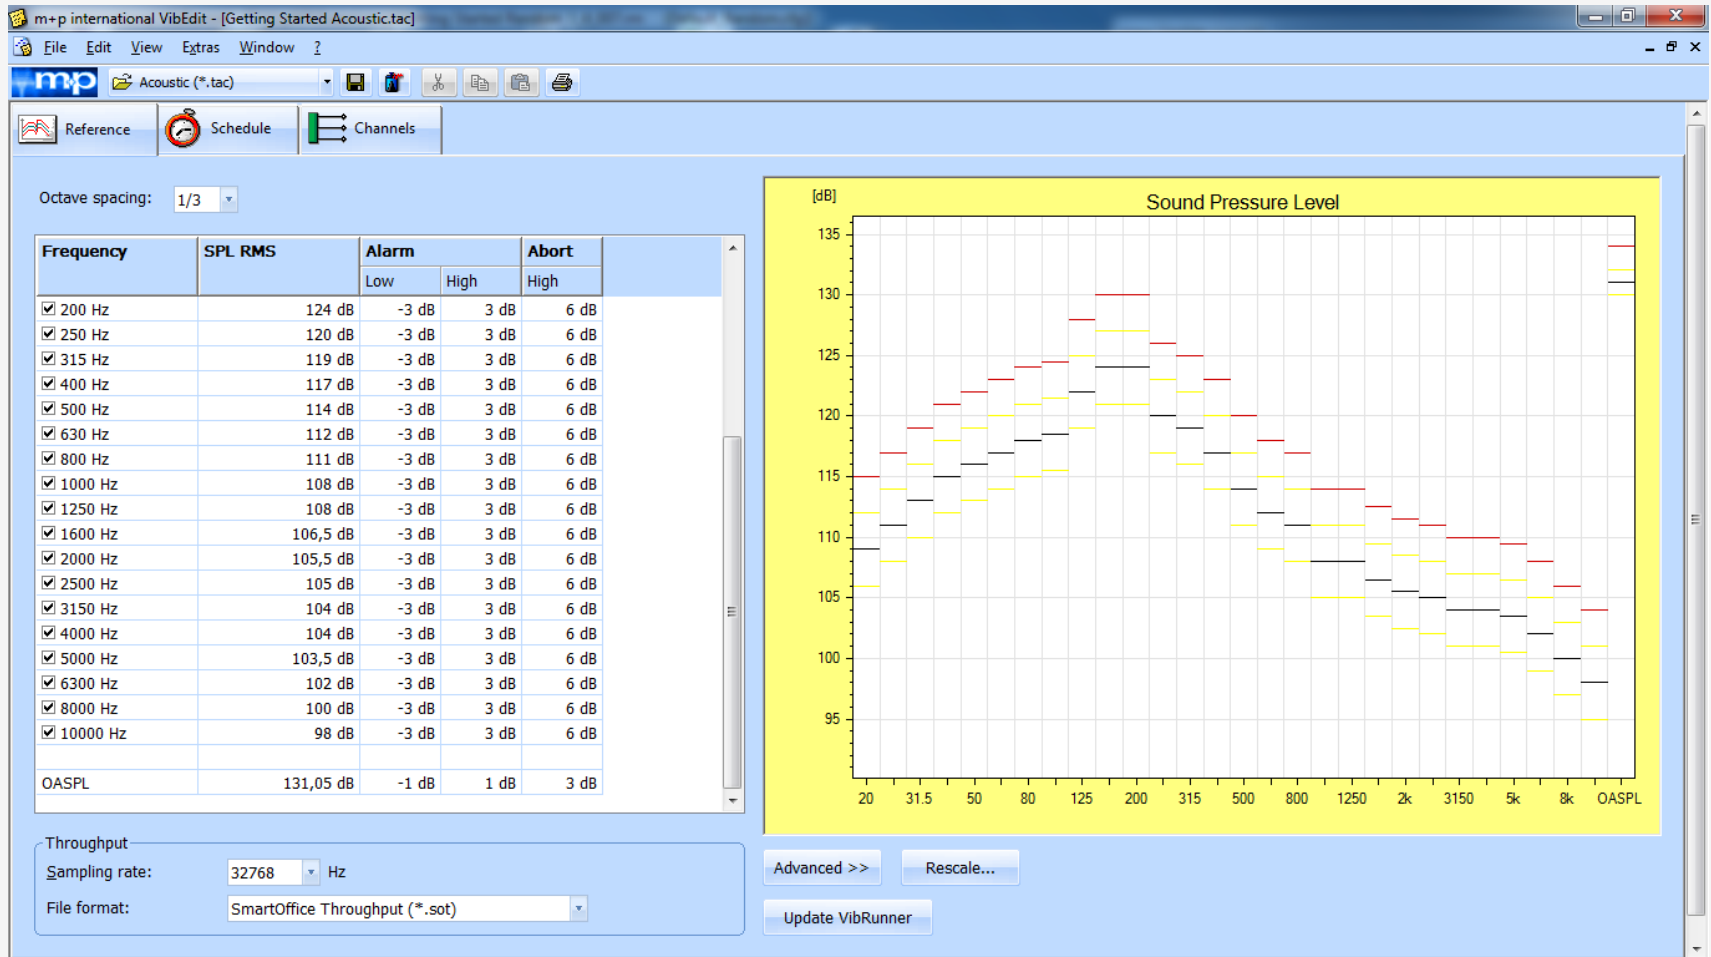 m+p international VibEdit - [Getting Started Acoustic.tac]
File Edit View Extras Window ?
m+p Acoustic (*.tac)
Reference Schedule Channels
Octave spacing: 1/3
Frequency SPL RMS Alarm Abort
Low High High
200 Hz 124 dB -3 dB 3 dB 6 dB
250 Hz 120 dB -3 dB 3 dB 6 dB
315 Hz 119 dB -3 dB 3 dB 6 dB
400 Hz 117 dB -3 dB 3 dB 6 dB
500 Hz 114 dB -3 dB 3 dB 6 dB
630 Hz 112 dB -3 dB 3 dB 6 dB
800 Hz 111 dB -3 dB 3 dB 6 dB
1000 Hz 108 dB -3 dB 3 dB 6 dB
1250 Hz 108 dB -3 dB 3 dB 6 dB
1600 Hz 106,5 dB -3 dB 3 dB 6 dB
2000 Hz 105,5 dB -3 dB 3 dB 6 dB
2500 Hz 105 dB -3 dB 3 dB 6 dB
3150 Hz 104 dB -3 dB 3 dB 6 dB
4000 Hz 104 dB -3 dB 3 dB 6 dB
5000 Hz 103,5 dB -3 dB 3 dB 6 dB
6300 Hz 102 dB -3 dB 3 dB 6 dB
8000 Hz 100 dB -3 dB 3 dB 6 dB
10000 Hz 98 dB -3 dB 3 dB 6 dB
OASPL 131,05 dB -1 dB 1 dB 3 dB
Throughput
Sampling rate: 32768 Hz
File format: SmartOffice Throughput (*.sot)
[dB] Sound Pressure Level
135
130
125
120
115
110
105
100
95
20 31.5 50 80 125 200 315 500 800 1250 2k 3150 5k 8k OASPL
Advanced >> Rescale...
Update VibRunner